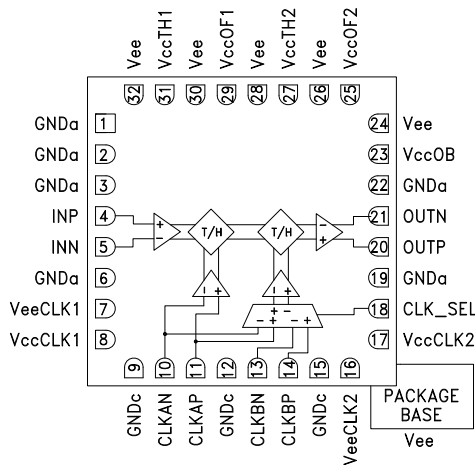 Vee VccTH1 Vee VccOF1 Vee VccTH2 Vee VccOF2
32 31 30 29 28 27 26 25
GNDa 1 24 Vee
GNDa 2 23 VccOB
GNDa 3 22 GNDa
INP 4 + − T/H T/H − + 21 OUTN
INN 5 20 OUTP
GNDa 6 − + − + 19 GNDa
VeeCLK1 7 + − − + − + 18 CLK_SEL
VccCLK1 8 17 VccCLK2
9 10 11 12 13 14 15 16
GNDc CLKAN CLKAP GNDc CLKBN CLKBP GNDc VeeCLK2
PACKAGE
BASE
Vee